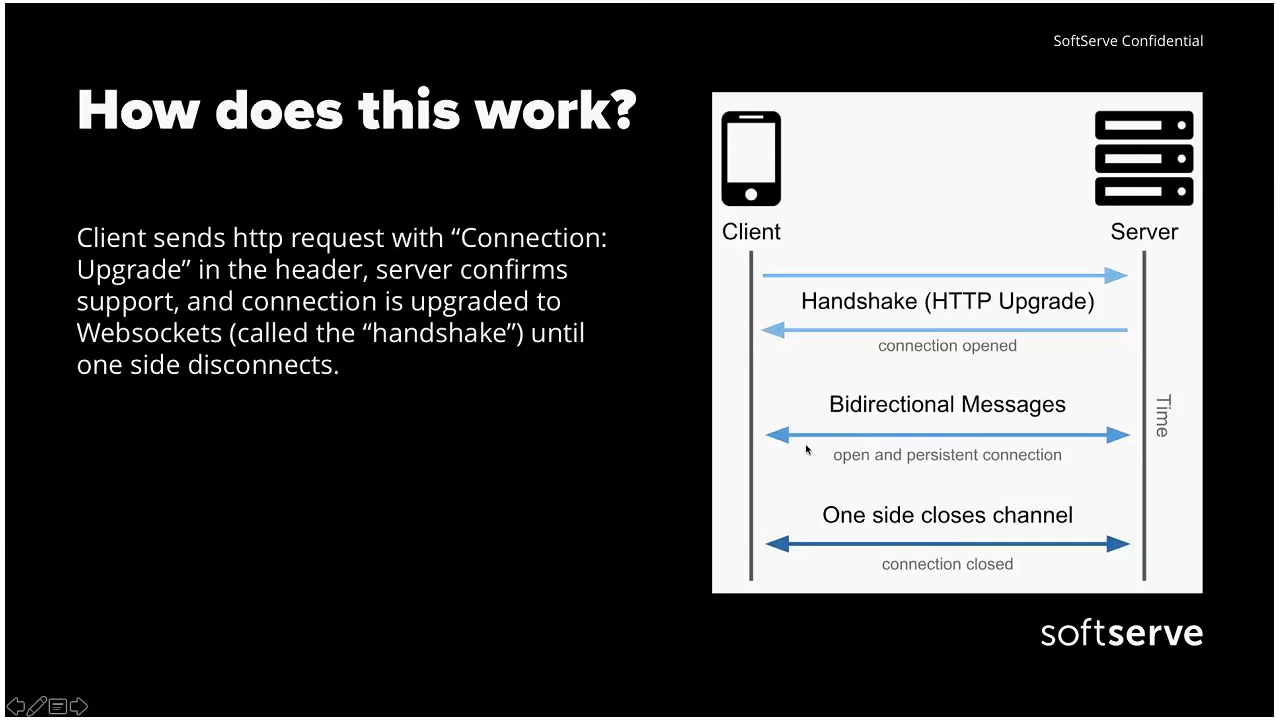 SoftServe Confidential
How does this work?
Client sends http request with “Connection:
Upgrade” in the header, server confirms
support, and connection is upgraded to
Websockets (called the “handshake”) until
one side disconnects.
Client
Server
Handshake (HTTP Upgrade)
connection opened
Bidirectional Messages
open and persistent connection
Time
One side closes channel
connection closed
softserve